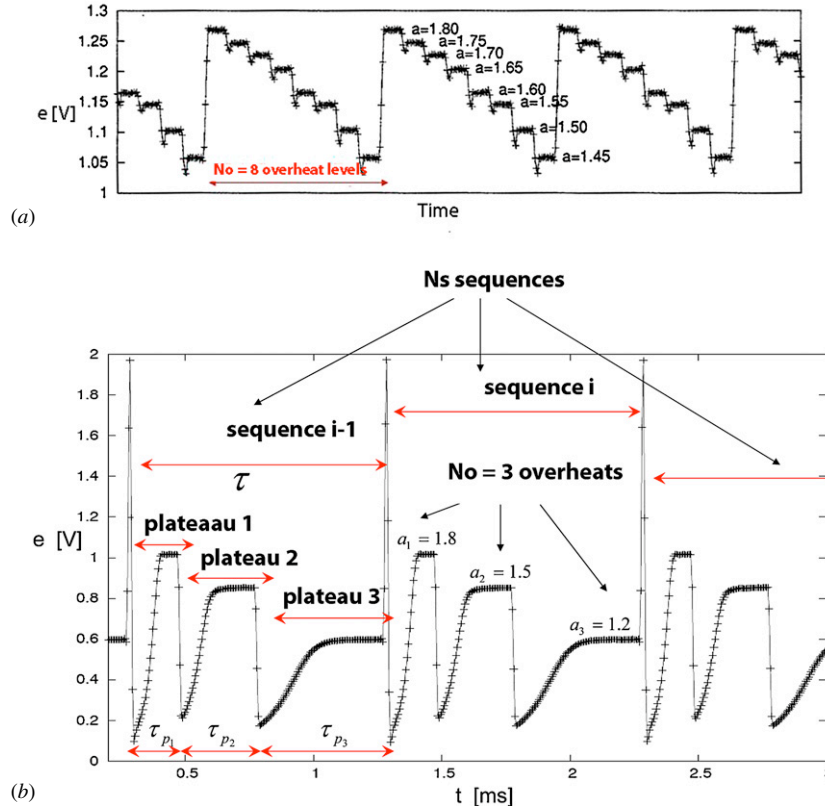 1.3
1.25
1.2
1.15
1.1
1.05
1
e [V]
a=1.80
a=1.75
a=1.70
a=1.65
a=1.60
a=1.55
a=1.50
a=1.45
No = 8 overheat levels
Time
(a)
Ns sequences
2
1.8
1.6
1.4
1.2
1
0.8
0.6
0.4
0.2
0
e [V]
sequence i
sequence i-1
τ
No = 3 overheats
plateaau 1
plateau 2
plateau 3
a₁ = 1.8
a₂ = 1.5
a₃ = 1.2
τp₁
τp₂
τp₃
0.5
1
1.5
2
2.5
3
t [ms]
(b)